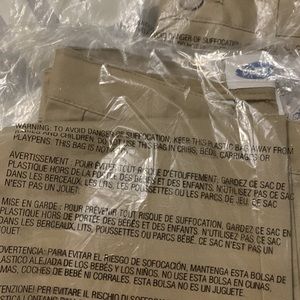 DANGER OF SUFFOCATION
WARNING: TO AVOID DANGER OF SUFFOCATION, KEEP THIS PLASTIC BAG AWAY FROM
BABIES AND CHILDREN. DO NOT USE THIS BAG IN CRIBS, BEDS, CARRIAGES OR
PLAYPENS. THIS BAG IS NOT
AVERTISSEMENT : POUR ÉVITER TOUT RISQUE D'ÉTOUFFEMENT, GARDEZ CE SAC DE
PLASTIQUE HORS DE LA PORTÉE DES BÉBÉS ET DES ENFANTS. N'UTILISEZ PAS CE SAC
DANS LES BERCEAUX, LES LITS, LES POUSSETTES OU LES PARCS POUR BÉBÉ. CE SAC
N'EST PAS UN JOUET.
MISE EN GARDE : POUR PRÉVENIR TOUT RISQUE DE SUFFOCATION, GARDEZ CE SAC EN
PLASTIQUE HORS DE PORTÉE DES BÉBÉS ET DES ENFANTS. N'UTILISEZ PAS CE SAC
DANS BERCEAUX, LITS, POUSSETTES OU PARCS DE BÉBÉ. CE SAC N'EST
PAS UN JOUET.
ADVERTENCIA: PARA EVITAR EL RIESGO DE SOFOCACIÓN, MANTENGA ESTA BOLSA DE
PLÁSTICO ALEJADA DE LOS BEBÉS Y LOS NIÑOS. NO USE ESTA BOLSA EN CUNAS,
CAMAS, COCHES DE BEBÉ NI CORRALES. ESTA BOLSA NO ES
ATTENZIONE: PER EVITARE IL RISCHIO DI